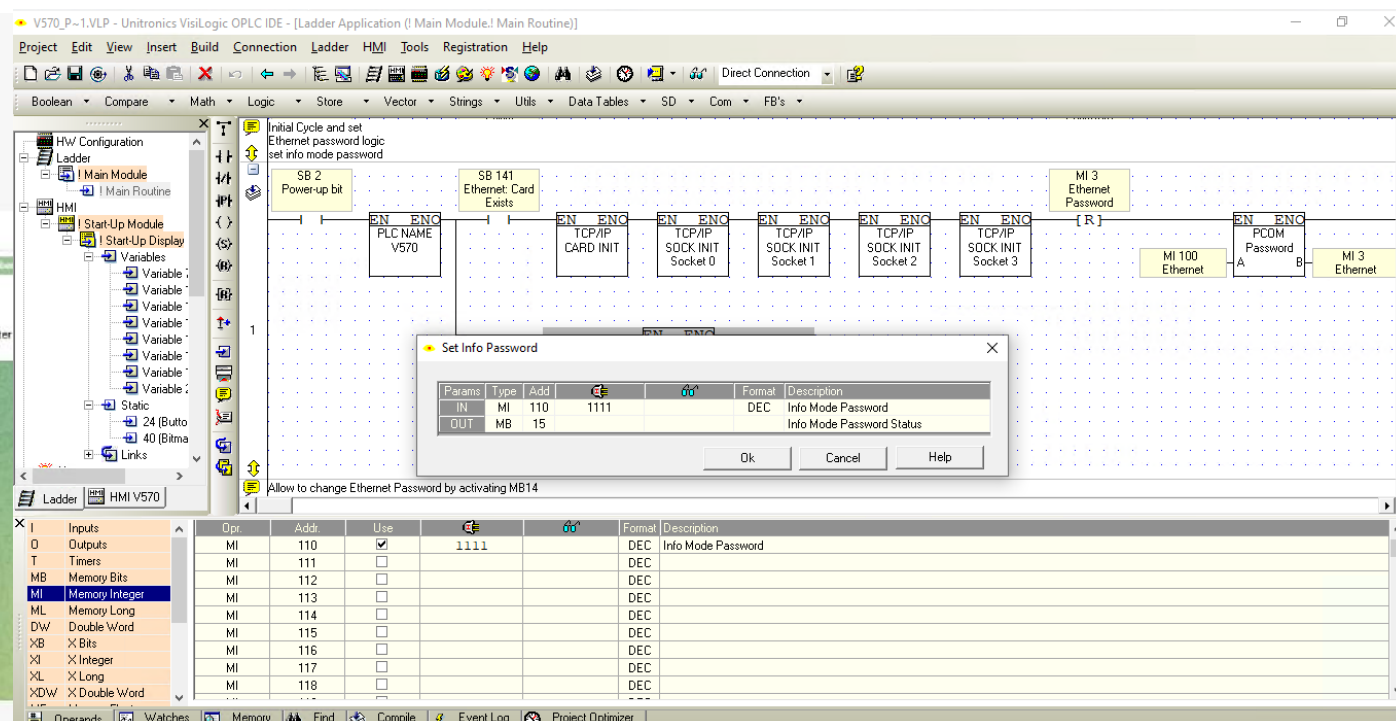 V570_P~1.VLP - Unitronics VisiLogic OPLC IDE - [Ladder Application (! Main Module.! Main Routine)]
Project Edit View Insert Build Connection Ladder HMI Tools Registration Help
Direct Connection
Boolean Compare Math Logic Store Vector Strings Utils Data Tables SD Com FB's
HW Configuration
Ladder
! Main Module
! Main Routine
HMI
! Start-Up Module
! Start-Up Display
Variables
Variable
Variable
Variable
Variable
Variable
Variable
Variable
Variable
Static
24 (Butto
40 (Bitma
Links
Ladder HMI V570
Initial Cycle and set
Ethernet password logic
set info mode password
SB 2
Power-up bit
SB 141
Ethernet: Card
Exists
MI 3
Ethernet
Password
EN ENO
PLC NAME
V570
EN ENO
TCP/IP
CARD INIT
EN ENO
TCP/IP
SOCK INIT
Socket 0
EN ENO
TCP/IP
SOCK INIT
Socket 1
EN ENO
TCP/IP
SOCK INIT
Socket 2
EN ENO
TCP/IP
SOCK INIT
Socket 3
R
EN ENO
PCOM
Password
A B
MI 100
Ethernet
MI 3
Ethernet
1
EN ENO
Set Info Password
Params Type Add Format Description
IN MI 110 1111 DEC Info Mode Password
OUT MB 15 Info Mode Password Status
Ok Cancel Help
Allow to change Ethernet Password by activating MB14
I Inputs
O Outputs
T Timers
MB Memory Bits
MI Memory Integer
ML Memory Long
DW Double Word
XB X Bits
XI X Integer
XL X Long
XDW X Double Word
Opr. Addr. Use Format Description
MI 110 1111 DEC Info Mode Password
MI 111 DEC
MI 112 DEC
MI 113 DEC
MI 114 DEC
MI 115 DEC
MI 116 DEC
MI 117 DEC
MI 118 DEC
Operands Watches Memory Find Compile Event Log Project Optimizer